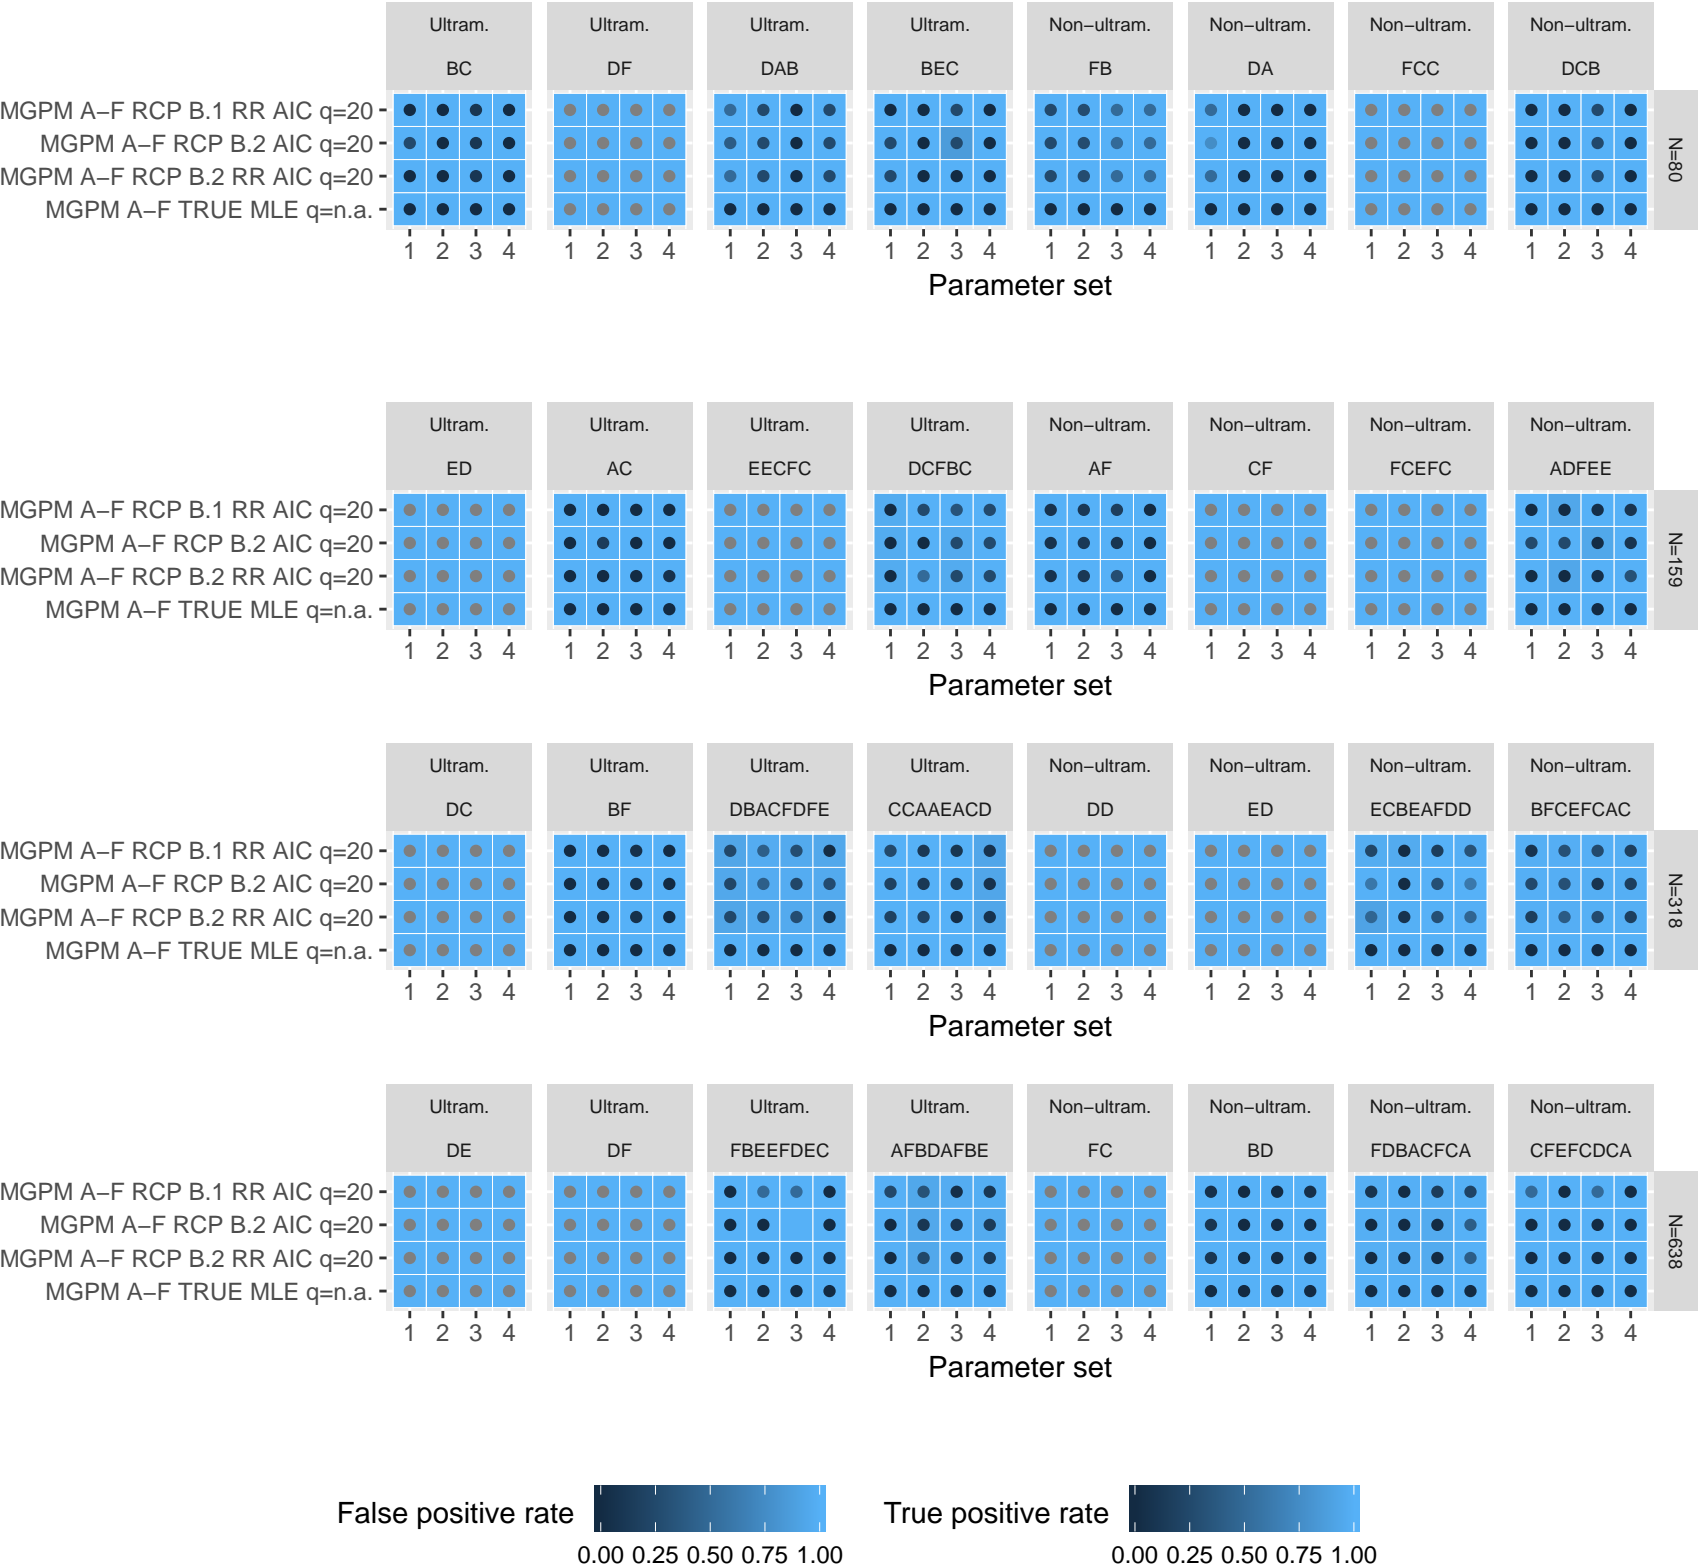 Ultram. Ultram. Ultram. Ultram. Non−ultram. Non−ultram. Non−ultram. Non−ultram.
BC DF DAB BEC FB DA FCC DCB
MGPM A−F RCP B.1 RR AIC q=20
MGPM A−F RCP B.2 AIC q=20
MGPM A−F RCP B.2 RR AIC q=20
MGPM A−F TRUE MLE q=n.a.
N=80
1 2 3 4 1 2 3 4 1 2 3 4 1 2 3 4 1 2 3 4 1 2 3 4 1 2 3 4 1 2 3 4
Parameter set
Ultram. Ultram. Ultram. Ultram. Non−ultram. Non−ultram. Non−ultram. Non−ultram.
ED AC EECFC DCFBC AF CF FCEFC ADFEE
MGPM A−F RCP B.1 RR AIC q=20
MGPM A−F RCP B.2 AIC q=20
MGPM A−F RCP B.2 RR AIC q=20
MGPM A−F TRUE MLE q=n.a.
N=159
1 2 3 4 1 2 3 4 1 2 3 4 1 2 3 4 1 2 3 4 1 2 3 4 1 2 3 4 1 2 3 4
Parameter set
Ultram. Ultram. Ultram. Ultram. Non−ultram. Non−ultram. Non−ultram. Non−ultram.
DC BF DBACFDFE CCAAEACD DD ED ECBEAFDD BFCEFCAC
MGPM A−F RCP B.1 RR AIC q=20
MGPM A−F RCP B.2 AIC q=20
MGPM A−F RCP B.2 RR AIC q=20
MGPM A−F TRUE MLE q=n.a.
N=318
1 2 3 4 1 2 3 4 1 2 3 4 1 2 3 4 1 2 3 4 1 2 3 4 1 2 3 4 1 2 3 4
Parameter set
Ultram. Ultram. Ultram. Ultram. Non−ultram. Non−ultram. Non−ultram. Non−ultram.
DE DF FBEEFDEC AFBDAFBE FC BD FDBACFCA CFEFCDCA
MGPM A−F RCP B.1 RR AIC q=20
MGPM A−F RCP B.2 AIC q=20
MGPM A−F RCP B.2 RR AIC q=20
MGPM A−F TRUE MLE q=n.a.
N=638
1 2 3 4 1 2 3 4 1 2 3 4 1 2 3 4 1 2 3 4 1 2 3 4 1 2 3 4 1 2 3 4
Parameter set
False positive rate
0.00 0.25 0.50 0.75 1.00
True positive rate
0.00 0.25 0.50 0.75 1.00